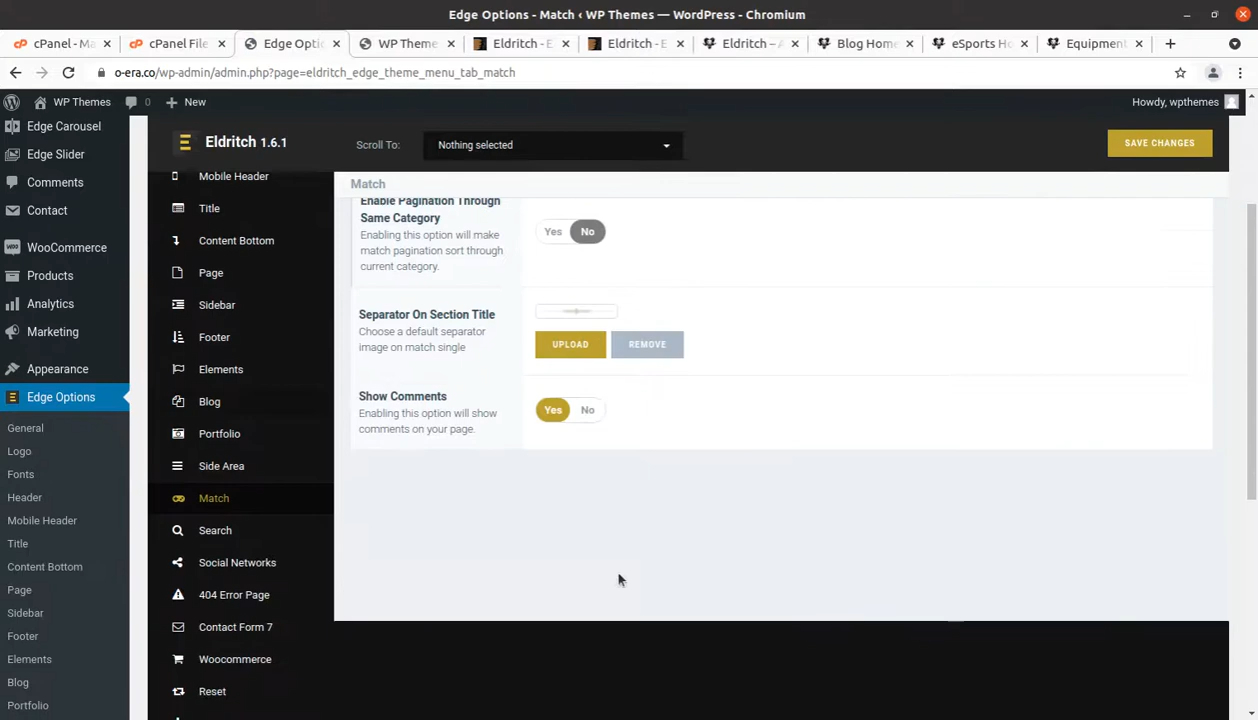 Edge Options - Match ‹ WP Themes — WordPress - Chromium
cPanel - Ma
cPanel File
Edge Optio
WP Theme
Eldritch - E
Eldritch - E
Eldritch – A
Blog Home
eSports Ho
Equipment
o-era.co/wp-admin/admin.php?page=eldritch_edge_theme_menu_tab_match
WP Themes
0
New
Howdy, wpthemes
Edge Carousel
Edge Slider
Comments
Contact
WooCommerce
Products
Analytics
Marketing
Appearance
Edge Options
General
Logo
Fonts
Header
Mobile Header
Title
Content Bottom
Page
Sidebar
Footer
Elements
Blog
Portfolio
Eldritch 1.6.1
Scroll To:
Nothing selected
SAVE CHANGES
Mobile Header
Title
Content Bottom
Page
Sidebar
Footer
Elements
Blog
Portfolio
Side Area
Match
Search
Social Networks
404 Error Page
Contact Form 7
Woocommerce
Reset
Match
Enable Pagination Through
Same Category
Enabling this option will make
match pagination sort through
current category.
Yes No
Separator On Section Title
Choose a default separator
image on match single
UPLOAD REMOVE
Show Comments
Enabling this option will show
comments on your page.
Yes No